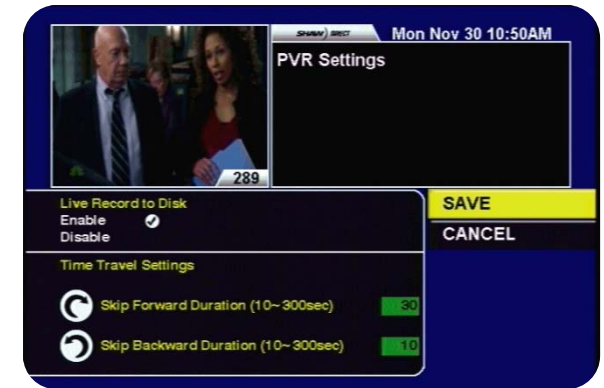 SHAW) DIRECT
Mon Nov 30 10:50AM
PVR Settings
289
Live Record to Disk
Enable
Disable
Time Travel Settings
Skip Forward Duration (10~300sec) 30
Skip Backward Duration (10~300sec) 10
SAVE
CANCEL